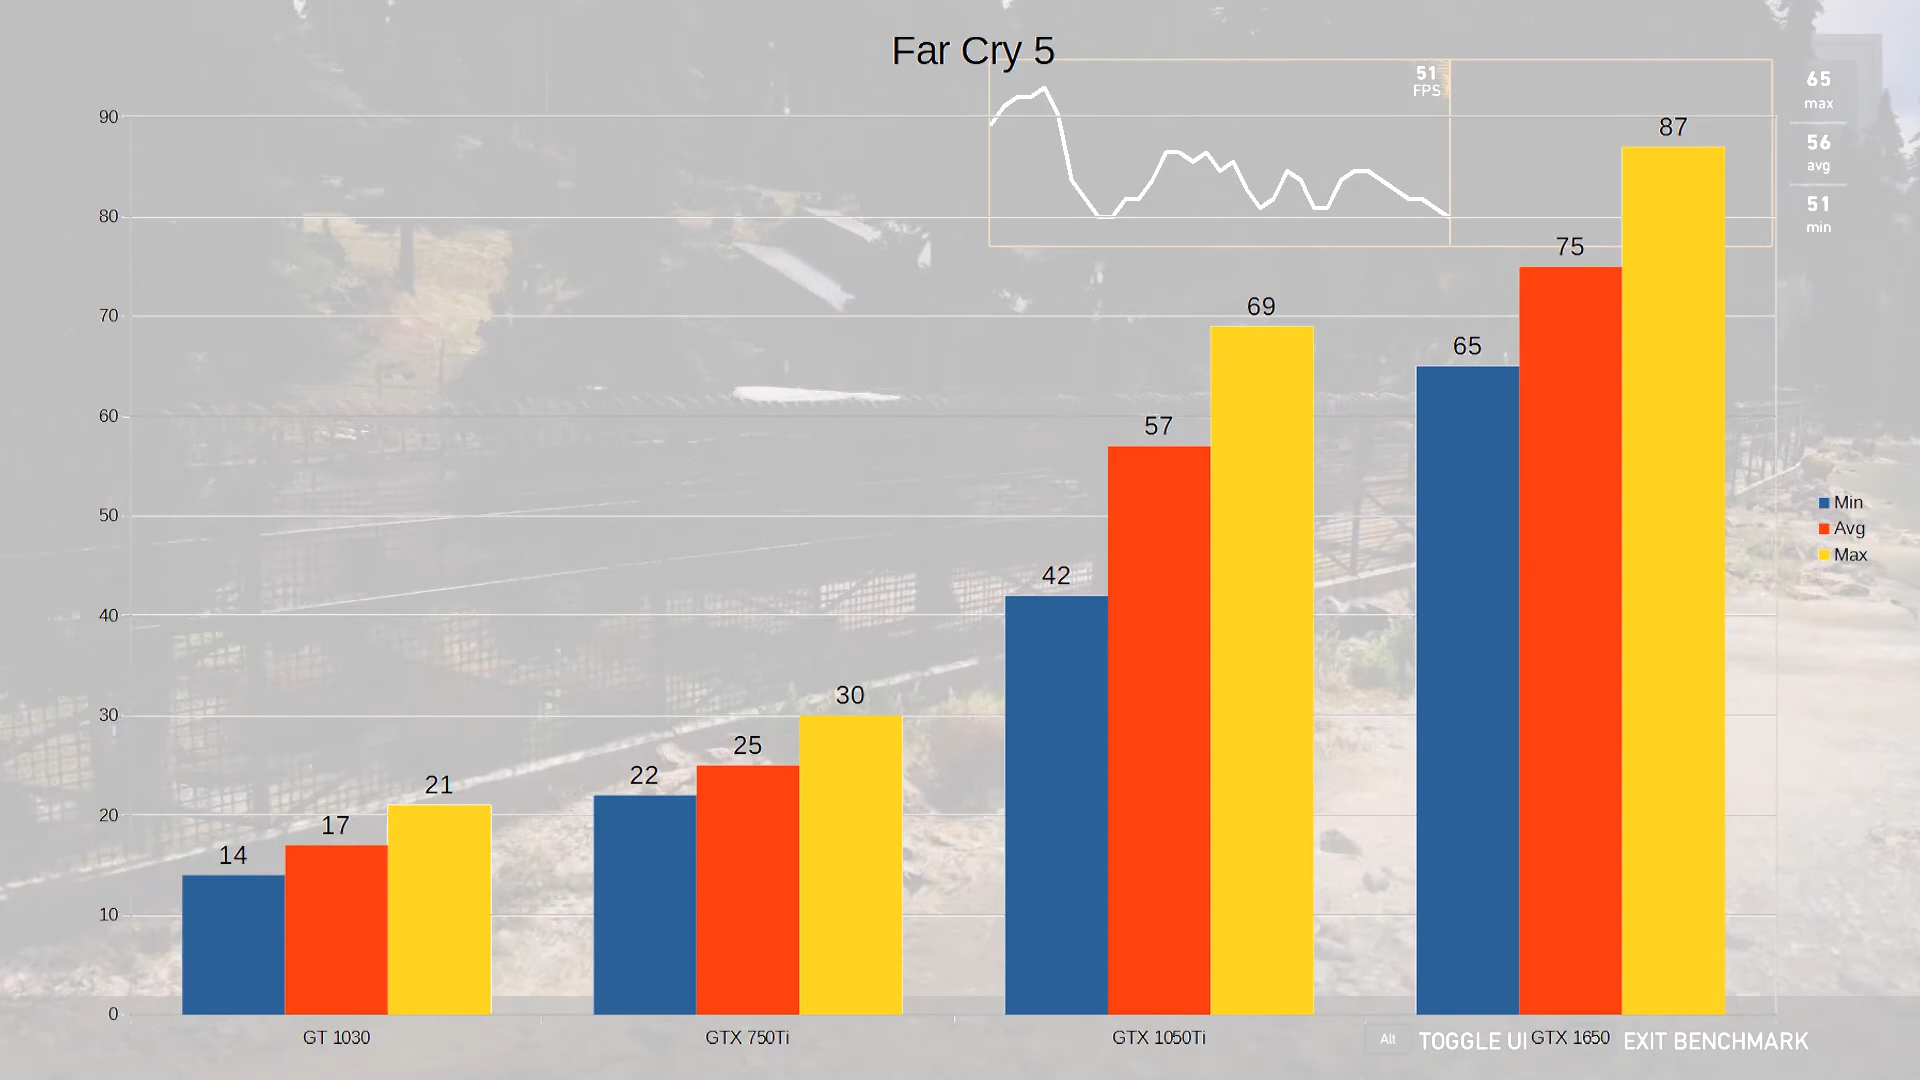 Far Cry 5
51
FPS
65
max
56
avg
51
min
90
80
70
60
50
40
30
20
10
0
14
17
21
22
25
30
42
57
69
65
75
87
Min
Avg
Max
GT 1030
GTX 750Ti
GTX 1050Ti
GTX 1650
Alt TOGGLE UI EXIT BENCHMARK